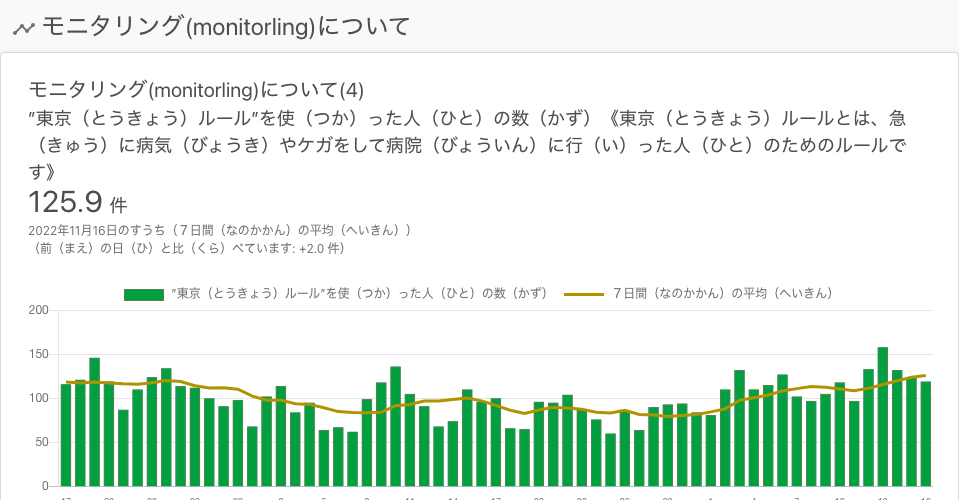 モニタリング(monitorling)について
モニタリング(monitorling)について(4)
”東京（とうきょう）ルール”を使（つか）った人（ひと）の数（かず）《東京（とうきょう）ルールとは、急
（きゅう）に病気（びょうき）やケガをして病院（びょういん）に行（い）った人（ひと）のためのルールで
す》
125.9 件
2022年11月16日のすうち（７日間（なのかかん）の平均（へいきん））
（前（まえ）の日（ひ）と比（くら）べています: +2.0 件）
”東京（とうきょう）ルール”を使（つか）った人（ひと）の数（かず） ７日間（なのかかん）の平均（へいきん）
200
150
100
50
0